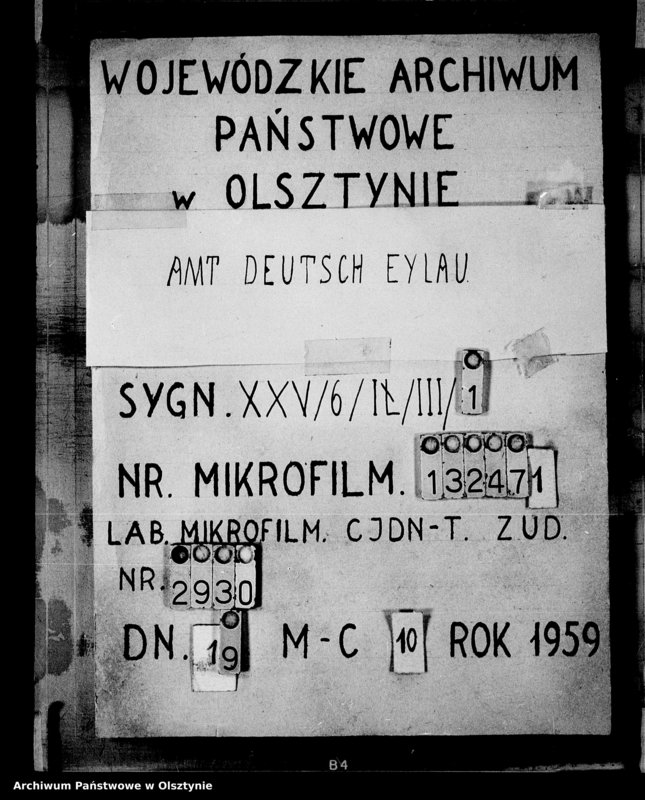 WOJEWÓDZKIE ARCHIWUM
PAŃSTWOWE
w OLSZTYNIE
AMT DEUTSCH EYLAU
SYGN. XXV/6/IŁ/III/1
NR. MIKROFILM. 132471
LAB. MIKROFILM. CJDN-T. ZUD.
NR. 2930
DN. 19 M-C 10 ROK 1959
B4
Archiwum Państwowe w Olsztynie